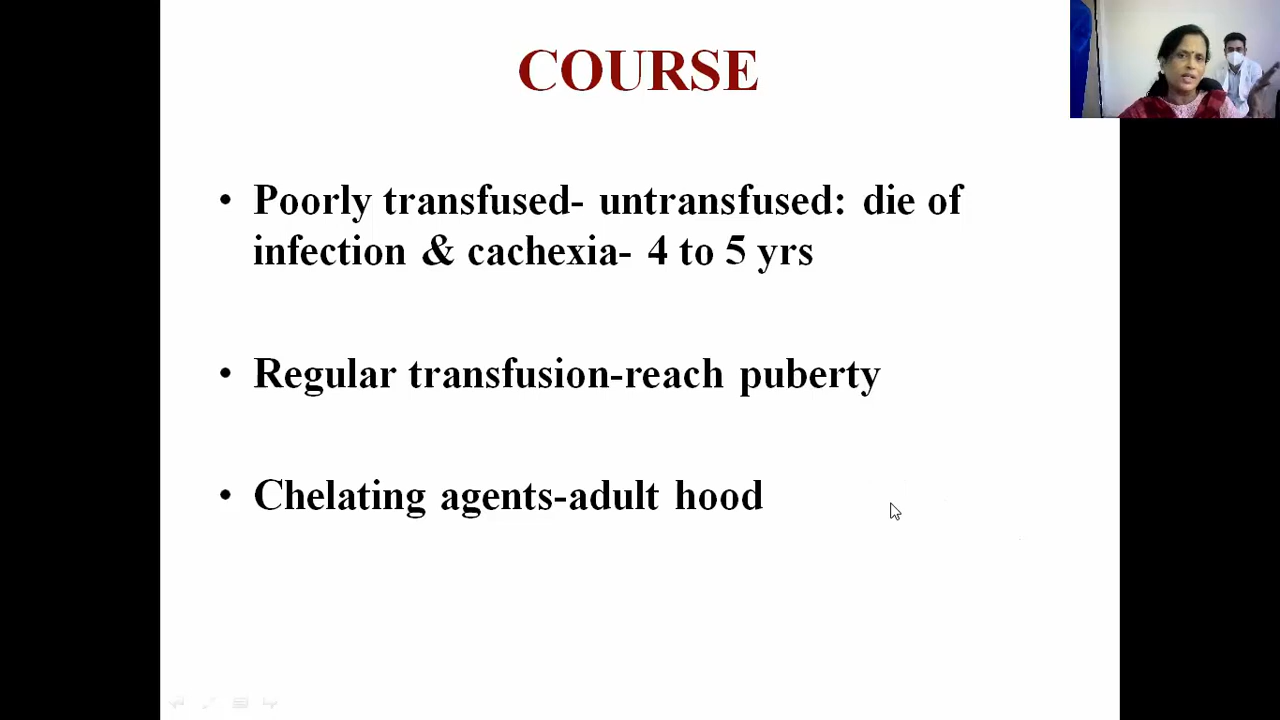 COURSE
• Poorly transfused- untransfused: die of
infection & cachexia- 4 to 5 yrs
• Regular transfusion-reach puberty
• Chelating agents-adult hood